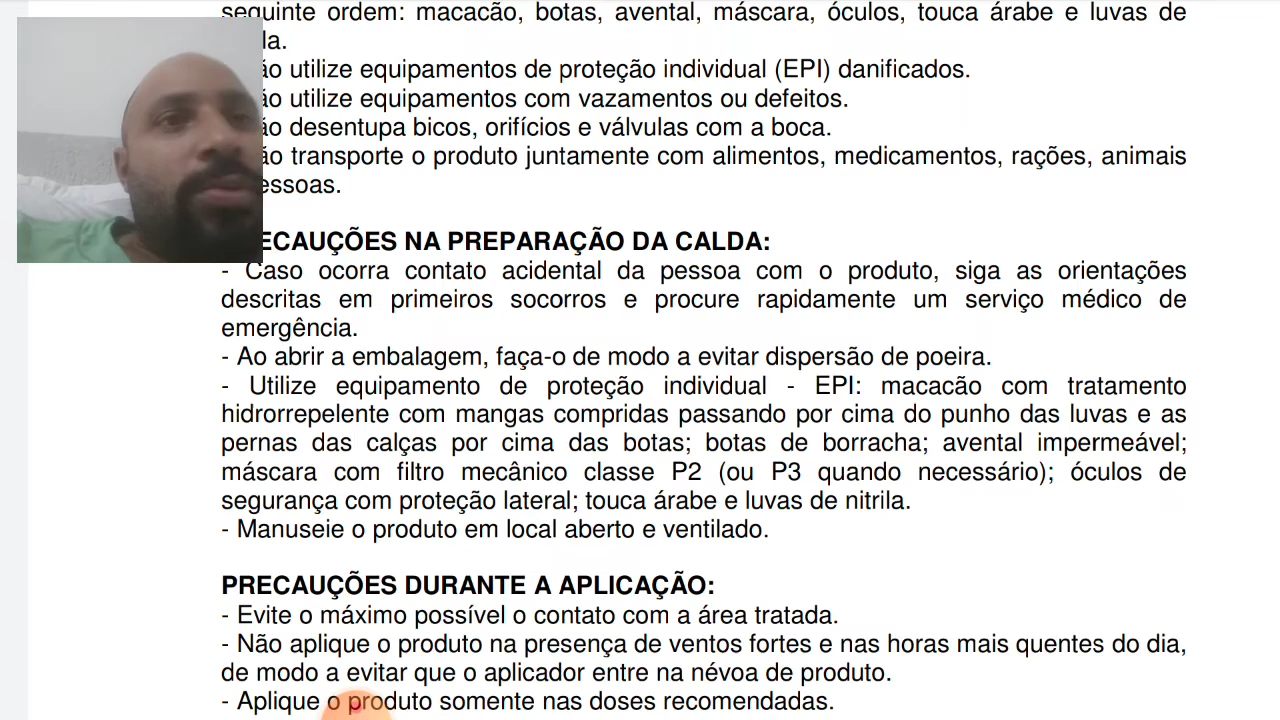 seguinte ordem: macacão, botas, avental, máscara, óculos, touca árabe e luvas de
utilize equipamentos de proteção individual (EPI) danificados.
utilize equipamentos com vazamentos ou defeitos.
desentupa bicos, orifícios e válvulas com a boca.
transporte o produto juntamente com alimentos, medicamentos, rações, animais
NA PREPARAÇÃO DA CALDA:
- Caso ocorra contato acidental da pessoa com o produto, siga as orientações
descritas em primeiros socorros e procure rapidamente um serviço médico de
emergência.
- Ao abrir a embalagem, faça-o de modo a evitar dispersão de poeira.
- Utilize equipamento de proteção individual - EPI: macacão com tratamento
hidrorrepelente com mangas compridas passando por cima do punho das luvas e as
pernas das calças por cima das botas; botas de borracha; avental impermeável;
máscara com filtro mecânico classe P2 (ou P3 quando necessário); óculos de
segurança com proteção lateral; touca árabe e luvas de nitrila.
- Manuseie o produto em local aberto e ventilado.
PRECAUÇÕES DURANTE A APLICAÇÃO:
- Evite o máximo possível o contato com a área tratada.
- Não aplique o produto na presença de ventos fortes e nas horas mais quentes do dia,
de modo a evitar que o aplicador entre na névoa de produto.
- Aplique o produto somente nas doses recomendadas.